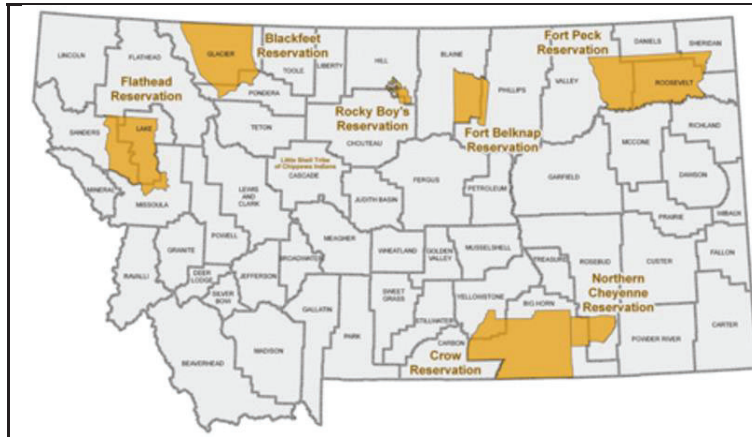 LINCOLN
FLATHEAD
GLACIER
Blackfeet
Reservation
TOOLE
LIBERTY
HILL
BLAINE
PHILLIPS
Fort Peck
Reservation
VALLEY
DANIELS
SHERIDAN
ROOSEVELT
Flathead
Reservation
PONDERA
Rocky Boy's
Reservation
Fort Belknap
Reservation
SANDERS
LAKE
TETON
CHOUTEAU
RICHLAND
MCCONE
Little Shell Tribe
of Chippewa Indians
CASCADE
FERGUS
GARFIELD
DAWSON
MINERAL
MISSOULA
LEWIS
AND
CLARK
JUDITH BASIN
PETROLEUM
PRAIRIE
WIBAUX
POWELL
MEAGHER
GRANITE
RAVALLI
DEER
LODGE
SILVER
BOW
JEFFERSON
BROADWATER
WHEATLAND
GOLDEN
VALLEY
MUSSELSHELL
TREASURE
ROSEBUD
CUSTER
FALLON
Northern
Cheyenne
Reservation
GALLATIN
PARK
SWEET
GRASS
STILLWATER
YELLOWSTONE
BIG HORN
CARBON
Crow
Reservation
POWDER RIVER
CARTER
BEAVERHEAD
MADISON